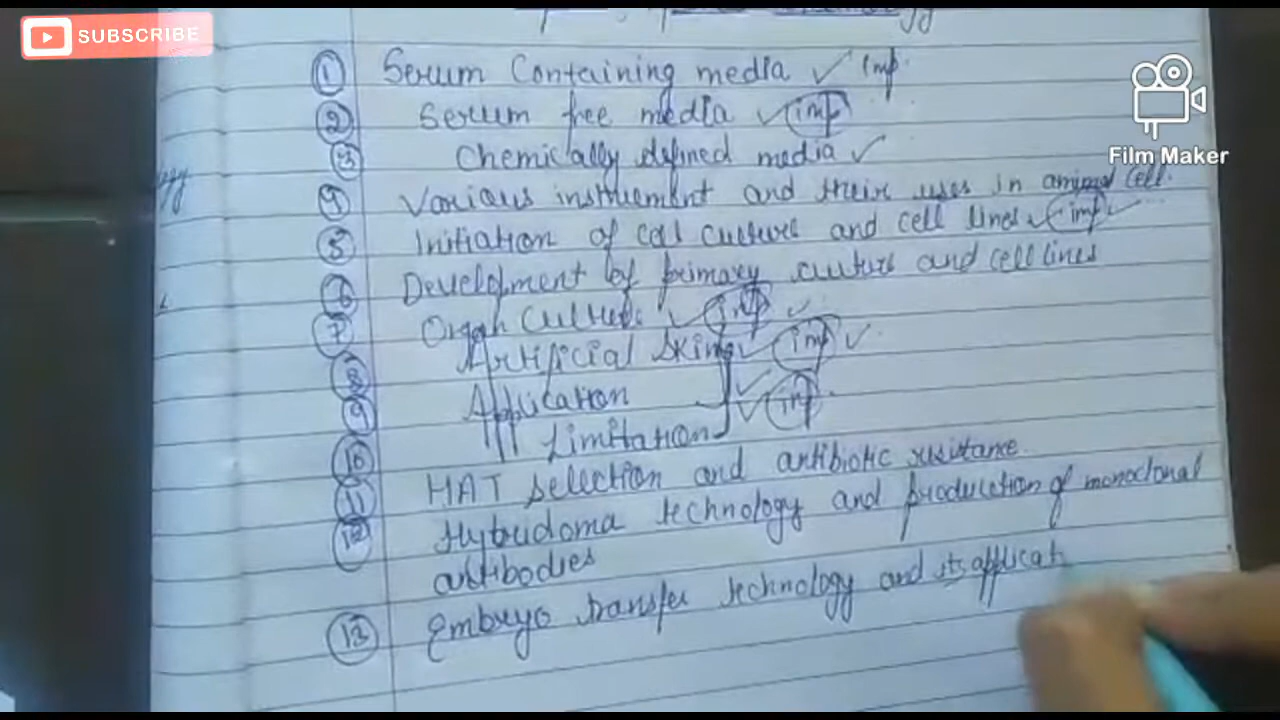 SUBSCRIBE
Film Maker
① Serum Containing media ✓ Imp.
② Serum free media ✓ imp
③ Chemically defined media ✓
④ Various instruement and their uses in animal cell.
⑤ Initiation of cell culture and cell lines ✓ imp ✓
⑥ Development of primary culture and cell lines
⑦ Organ Culture ✓ imp ✓
⑧ Artificial Skin ✓ imp ✓
⑨ Application ✓
⑩ Limitation ✓ imp
⑪ HAT selection and antibiotic resistance.
⑫ Hybridoma technology and production of monoclonal
antibodies
⑬ Embryo transfer technology and its applicat